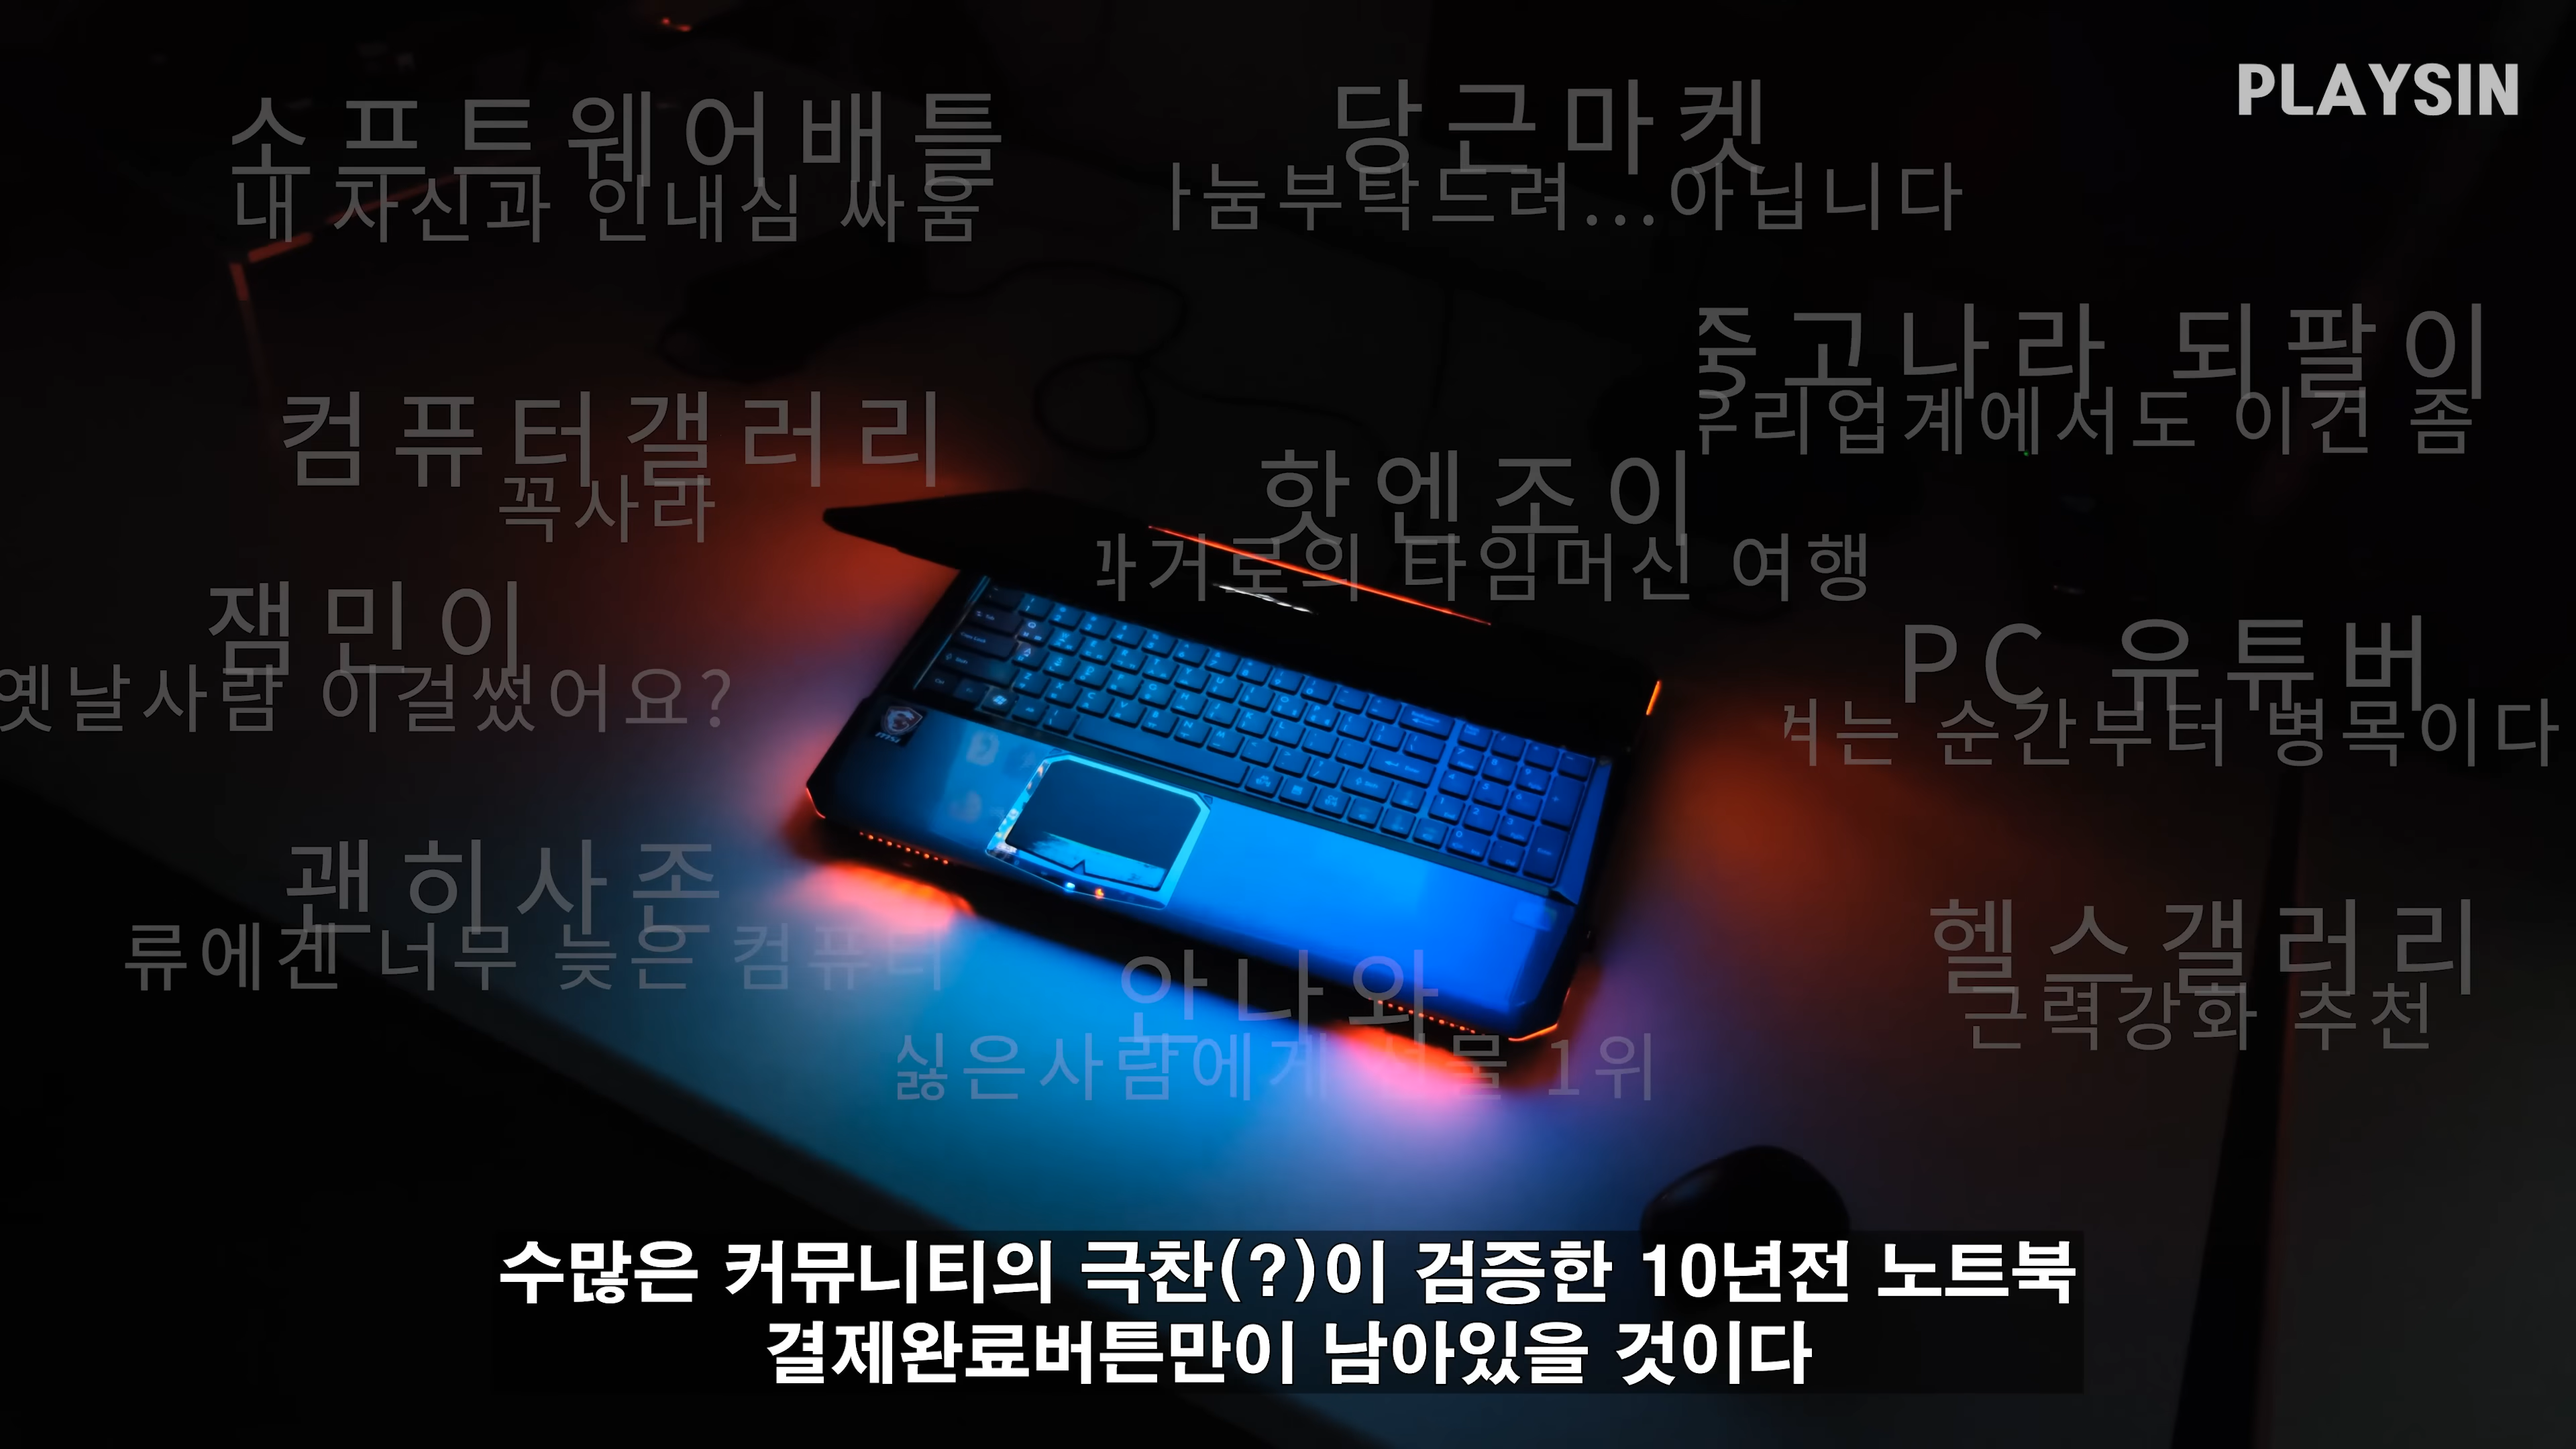 PLAYSIN
소프트웨어배틀
내 자신과 인내심 싸움
당근마켓
나눔부탁드려...아닙니다
중고나라 되팔이
우리업계에서도 이건 좀
컴퓨터갤러리
꼭사라
핫엔조이
과거로의 타임머신 여행
잼민이
옛날사람 이걸썼어요?
PC 유튜버
켜는 순간부터 병목이다
괜히사존
류에겐 너무 늦은 컴퓨터
안나와
싫은사람에게 선물 1위
헬스갤러리
근력강화 추천
msi
수많은 커뮤니티의 극찬(?)이 검증한 10년전 노트북
결제완료버튼만이 남아있을 것이다